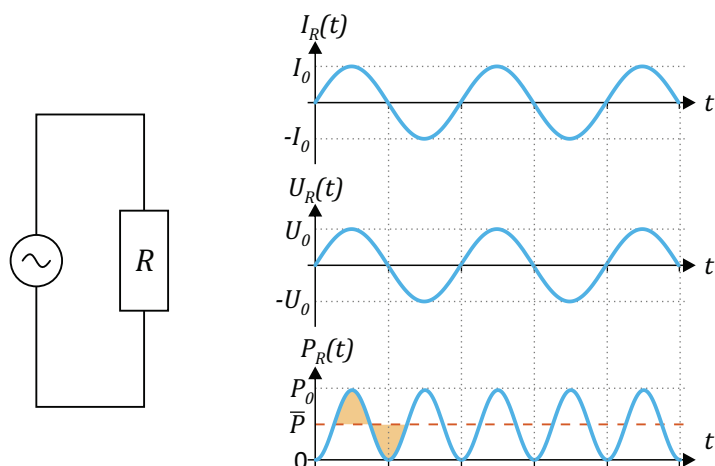 R
I_R(t)
I_0
-I_0
t
U_R(t)
U_0
-U_0
t
P_R(t)
P_0
P̅
0
t